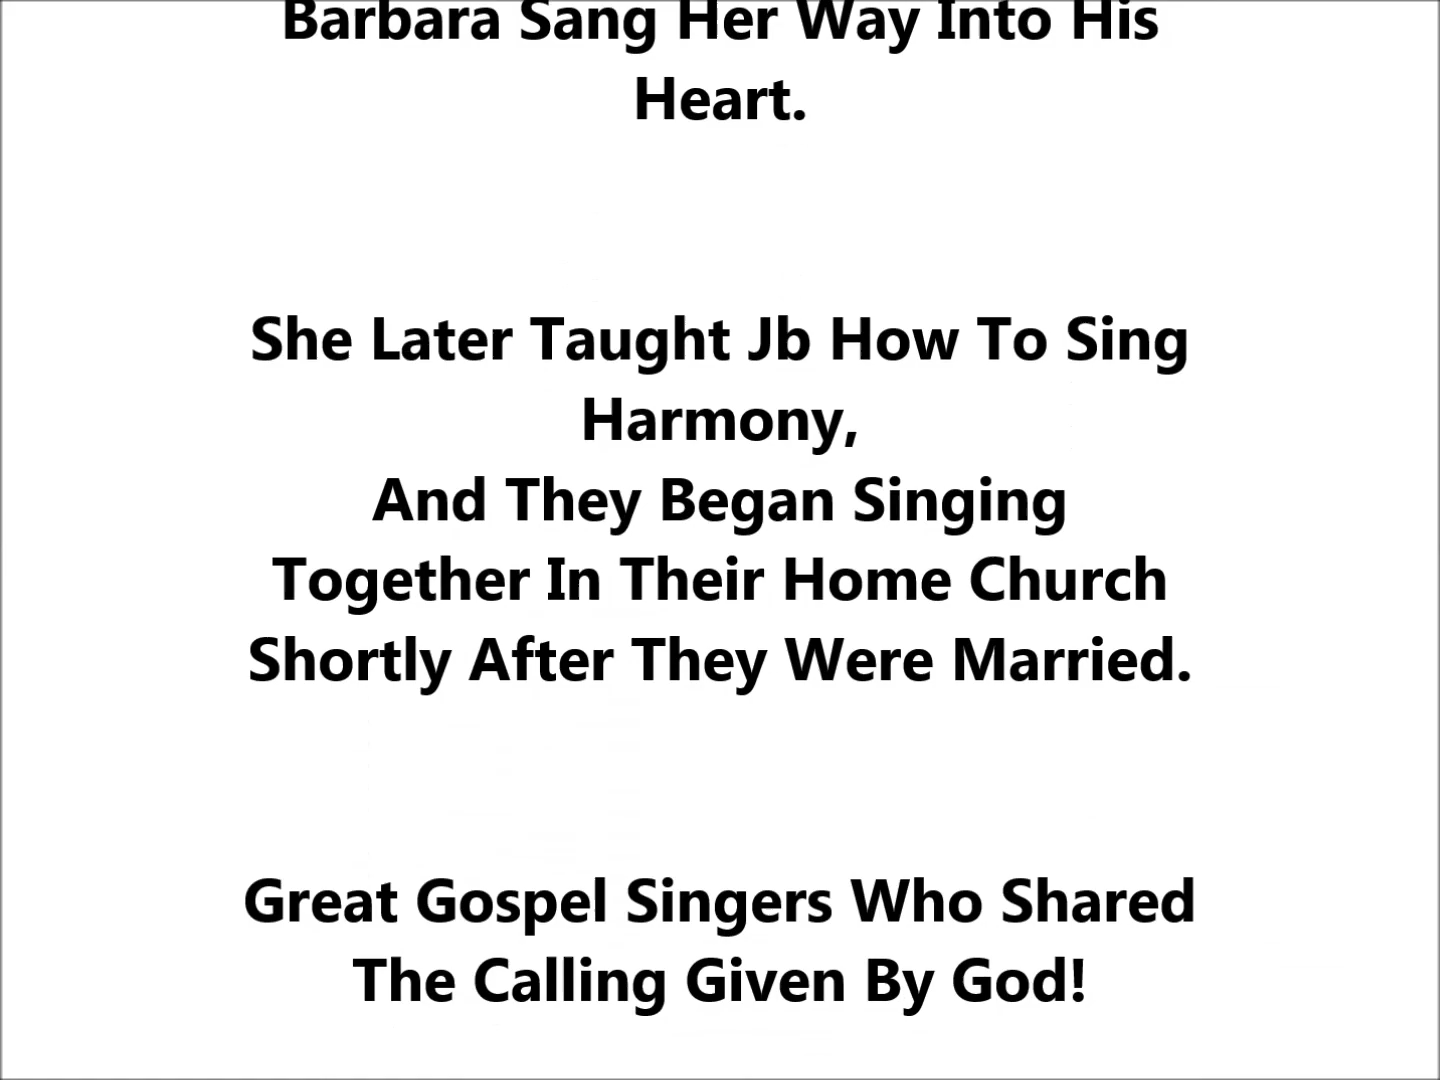 Barbara Sang Her Way Into His
Heart.
She Later Taught Jb How To Sing
Harmony,
And They Began Singing
Together In Their Home Church
Shortly After They Were Married.
Great Gospel Singers Who Shared
The Calling Given By God!